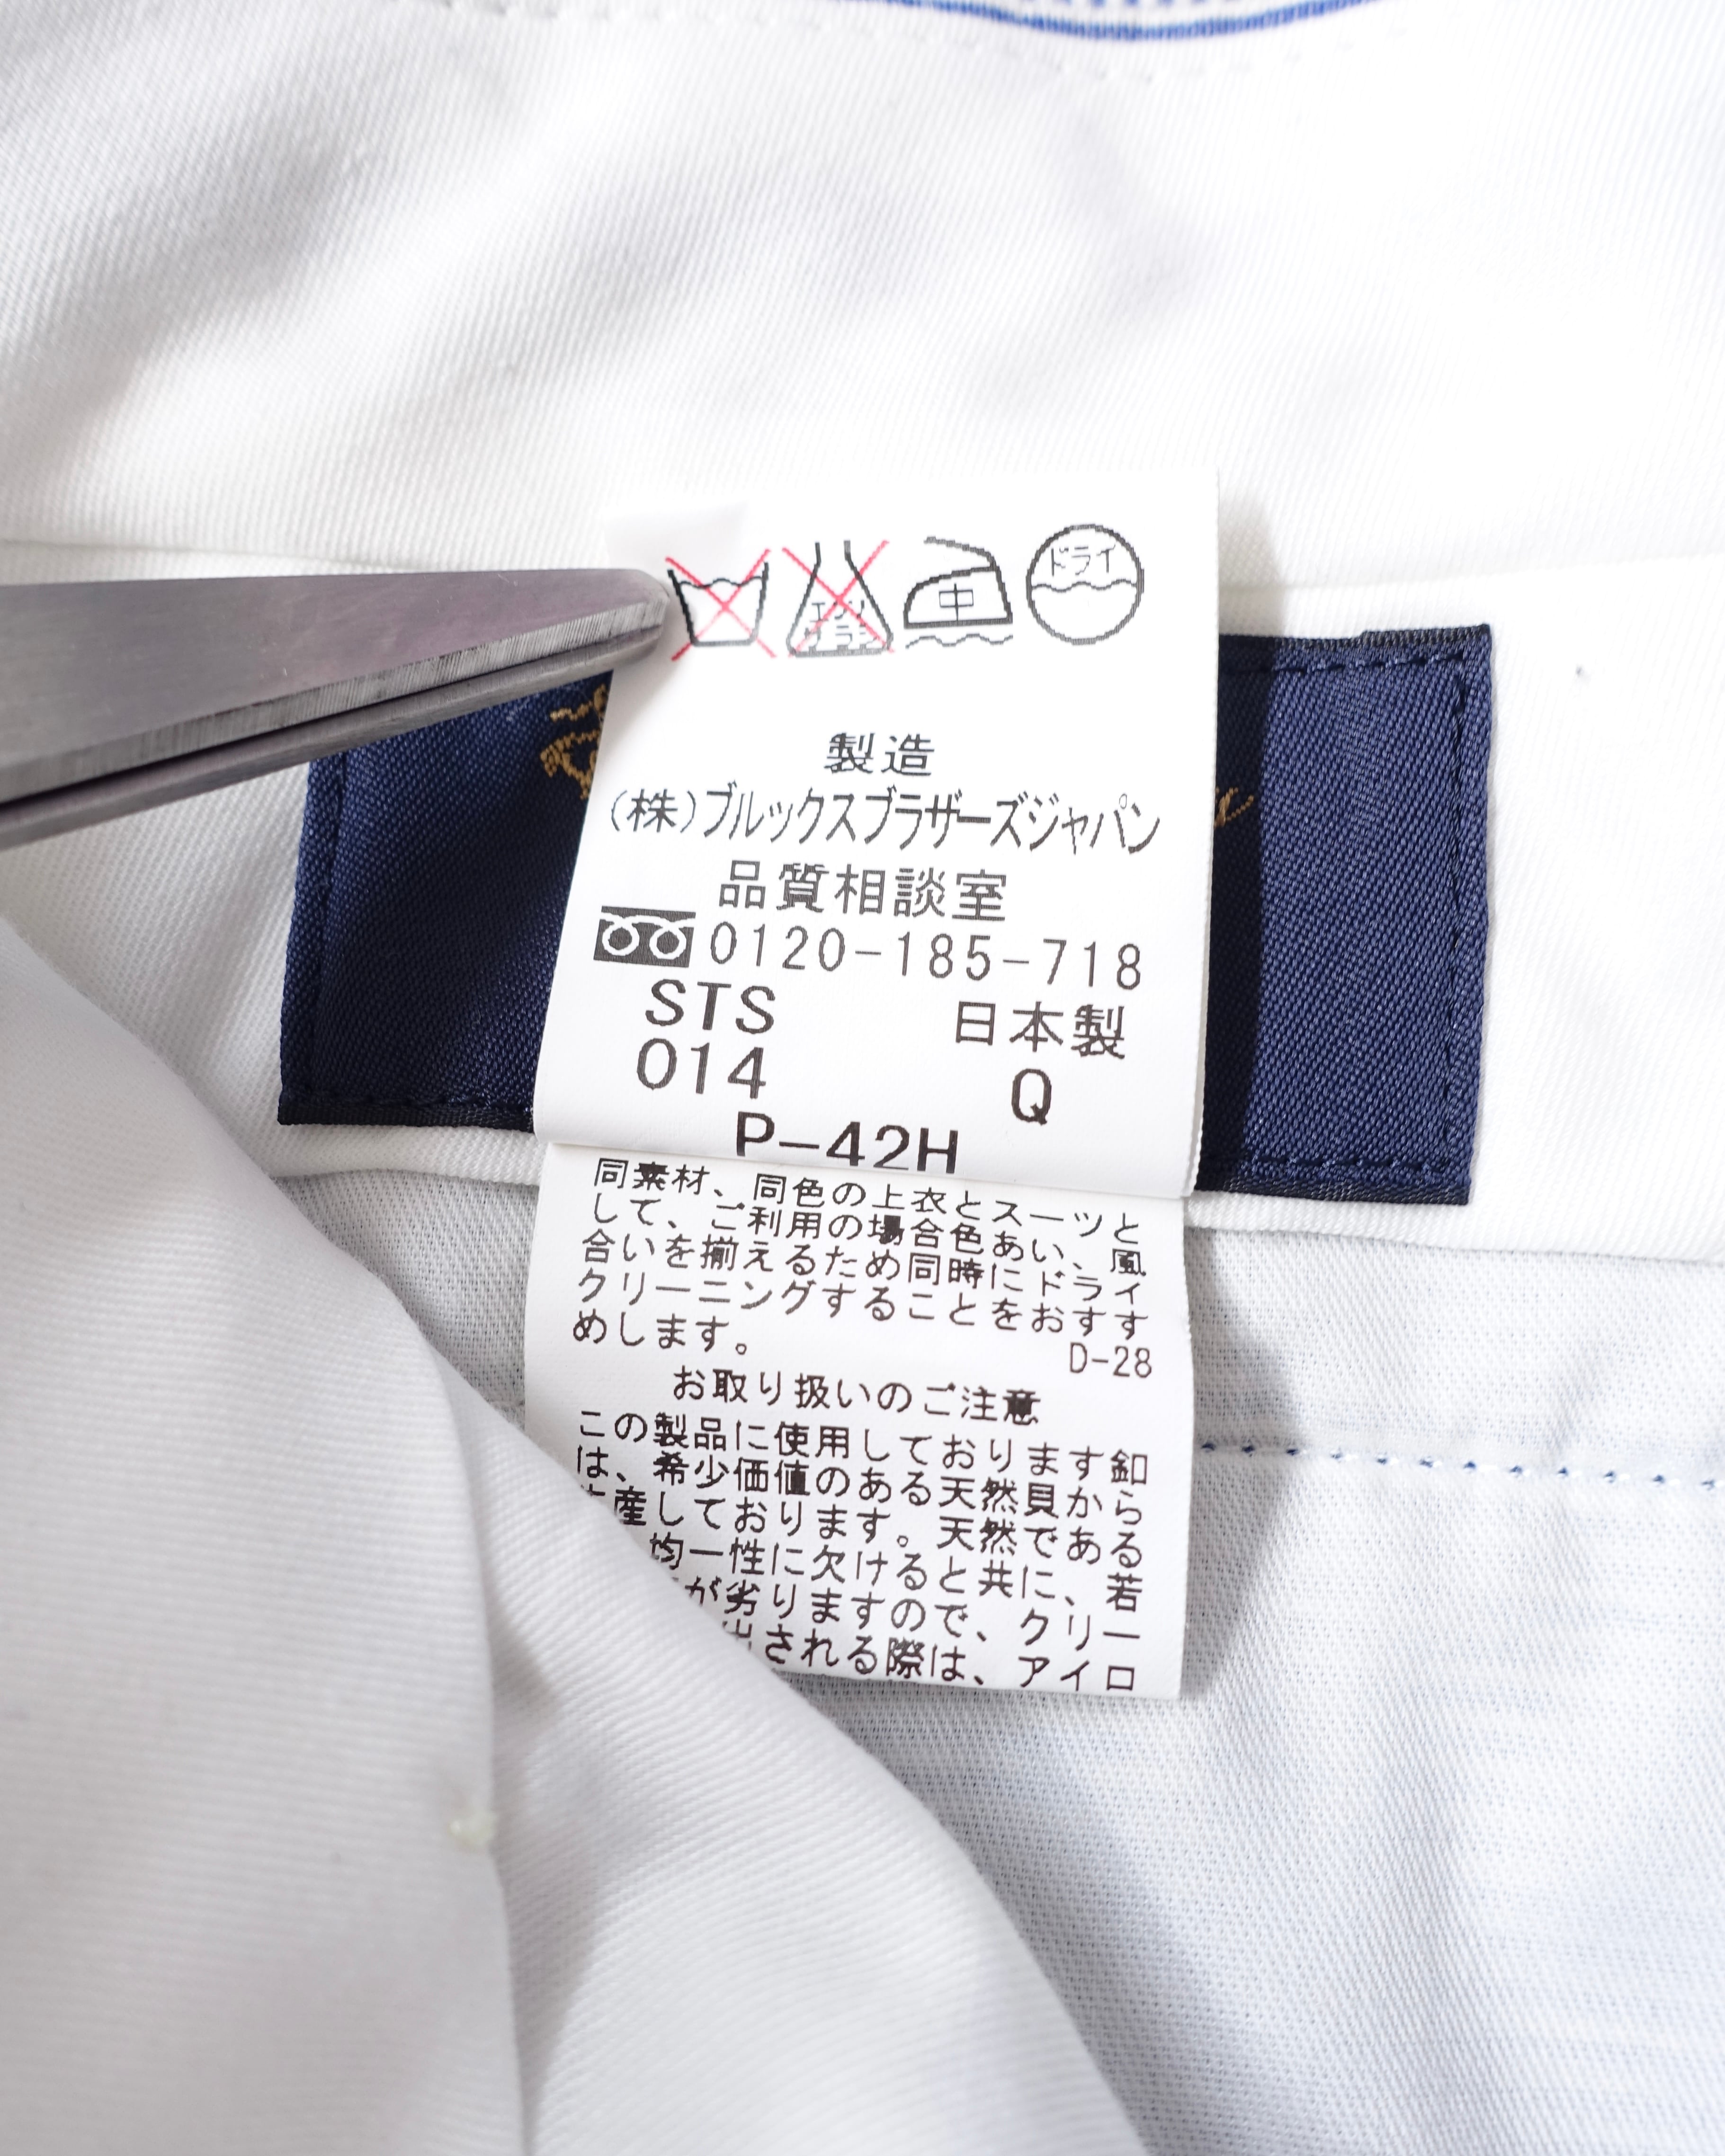 エンソ
サラシ
中
ドライ
製造
(株)ブルックスブラザーズジャパン
品質相談室
0120-185-718
STS 日本製
014 Q
P-42H
同素材、同色の上衣とスーツと
して、ご利用の場合色あい、風
合いを揃えるため同時にドライ
クリーニングすることをおすす
めします。
D-28
お取り扱いのご注意
この製品に使用しております釦
は、希少価値のある天然貝から
産しております。天然である
均一性に欠けると共に、若
が劣りますので、クリー
出される際は、アイロ